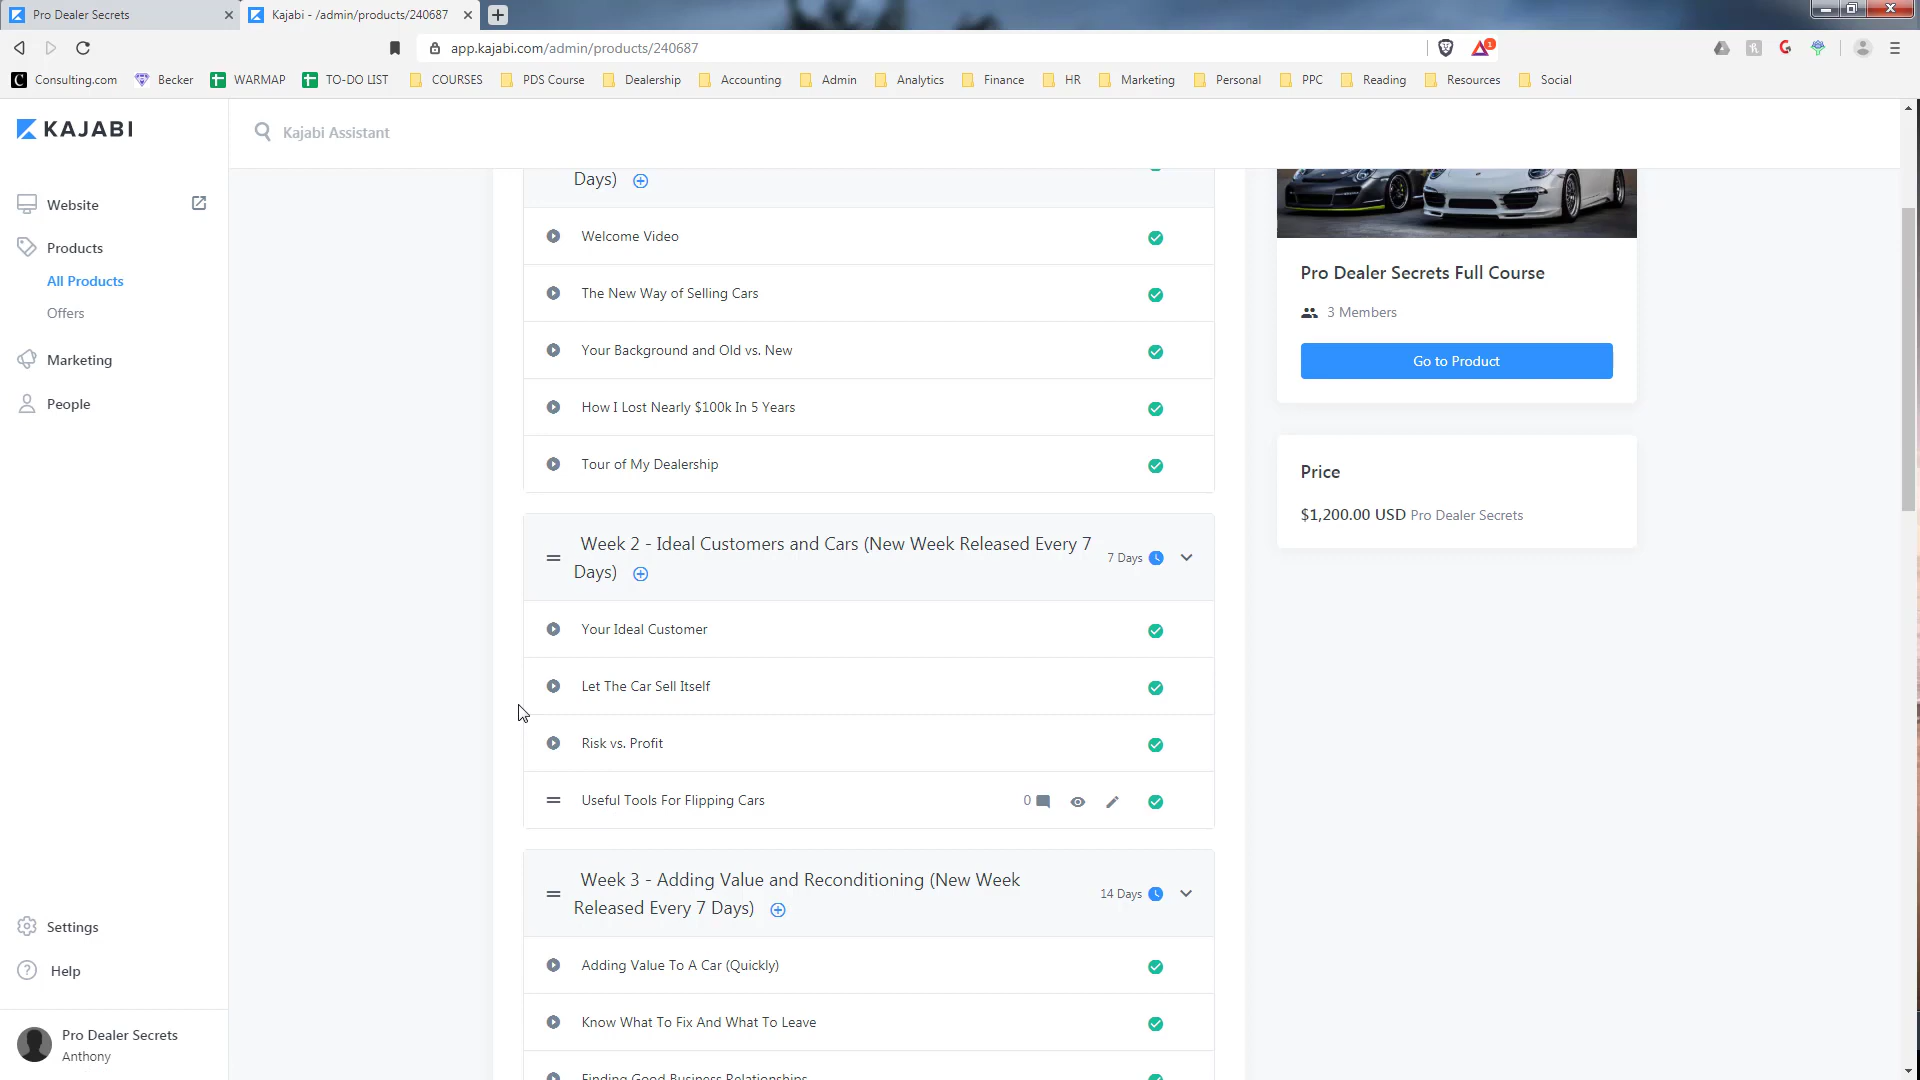 Pro Dealer Secrets
Kajabi - /admin/products/240687
app.kajabi.com/admin/products/240687
1
Consulting.com
Becker
WARMAP
TO-DO LIST
COURSES
PDS Course
Dealership
Accounting
Admin
Analytics
Finance
HR
Marketing
Personal
PPC
Reading
Resources
Social
KAJABI
Kajabi Assistant
Website
Products
All Products
Offers
Marketing
People
Settings
Help
Pro Dealer Secrets
Anthony
Days)
Welcome Video
The New Way of Selling Cars
Your Background and Old vs. New
How I Lost Nearly $100k In 5 Years
Tour of My Dealership
Week 2 - Ideal Customers and Cars (New Week Released Every 7
Days)
7 Days
Your Ideal Customer
Let The Car Sell Itself
Risk vs. Profit
Useful Tools For Flipping Cars
0
Week 3 - Adding Value and Reconditioning (New Week
Released Every 7 Days)
14 Days
Adding Value To A Car (Quickly)
Know What To Fix And What To Leave
Finding Good Business Relationships
Pro Dealer Secrets Full Course
3 Members
Go to Product
Price
$1,200.00 USD Pro Dealer Secrets